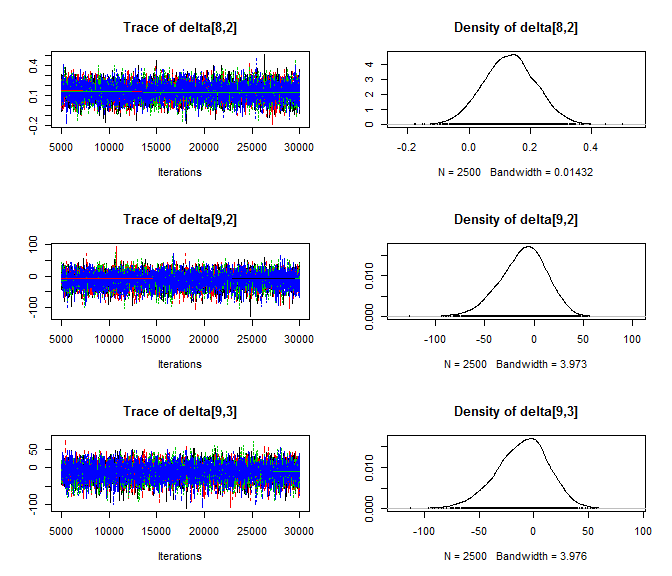 Trace of delta[8,2]
0.4
0.1
-0.2
5000 10000 15000 20000 25000 30000
Iterations
Density of delta[8,2]
4
3
2
1
0
-0.2 0.0 0.2 0.4
N = 2500 Bandwidth = 0.01432
Trace of delta[9,2]
100
0
-100
5000 10000 15000 20000 25000 30000
Iterations
Density of delta[9,2]
0.010
0.000
-100 -50 0 50 100
N = 2500 Bandwidth = 3.973
Trace of delta[9,3]
50
0
-100
5000 10000 15000 20000 25000 30000
Iterations
Density of delta[9,3]
0.010
0.000
-100 -50 0 50 100
N = 2500 Bandwidth = 3.976